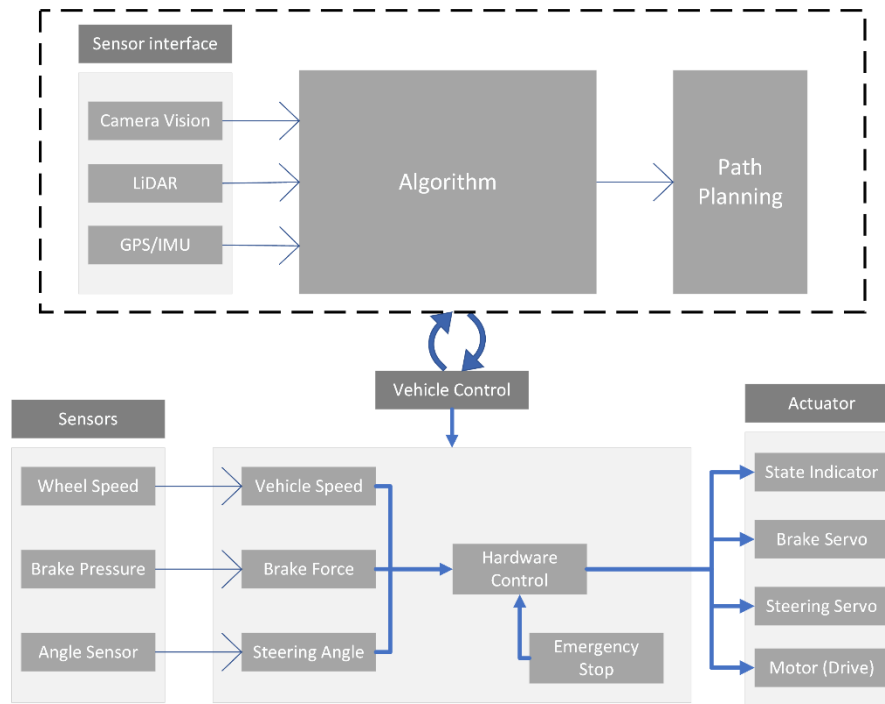 Sensor interface
Camera Vision
LiDAR
GPS/IMU
Algorithm
Path
Planning
Vehicle Control
Sensors
Wheel Speed
Brake Pressure
Angle Sensor
Vehicle Speed
Brake Force
Steering Angle
Hardware
Control
Emergency
Stop
Actuator
State Indicator
Brake Servo
Steering Servo
Motor (Drive)